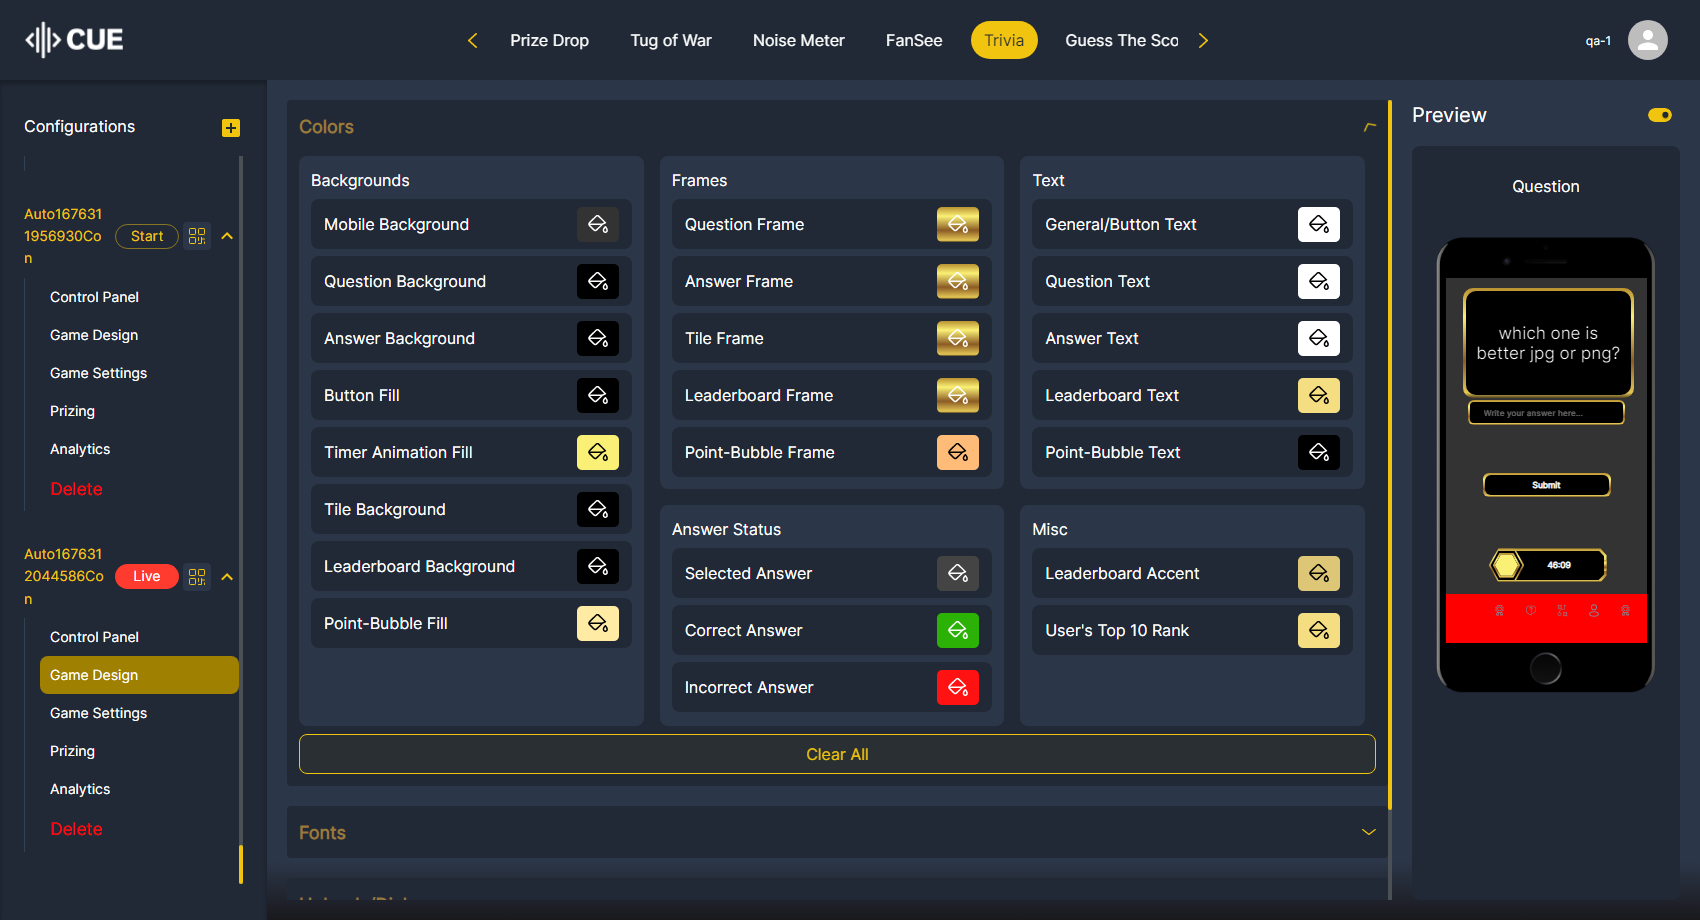 CUE
Prize Drop
Tug of War
Noise Meter
FanSee
Trivia
Guess The Sco
qa-1
Configurations
Auto167631
1956930Co
n
Start
Control Panel
Game Design
Game Settings
Prizing
Analytics
Delete
Auto167631
2044586Co
n
Live
Control Panel
Game Design
Game Settings
Prizing
Analytics
Delete
Colors
Backgrounds
Mobile Background
Question Background
Answer Background
Button Fill
Timer Animation Fill
Tile Background
Leaderboard Background
Point-Bubble Fill
Frames
Question Frame
Answer Frame
Tile Frame
Leaderboard Frame
Point-Bubble Frame
Text
General/Button Text
Question Text
Answer Text
Leaderboard Text
Point-Bubble Text
Answer Status
Selected Answer
Correct Answer
Incorrect Answer
Misc
Leaderboard Accent
User's Top 10 Rank
Clear All
Fonts
Preview
Question
which one is
better jpg or png?
Write your answer here...
Submit
46:09